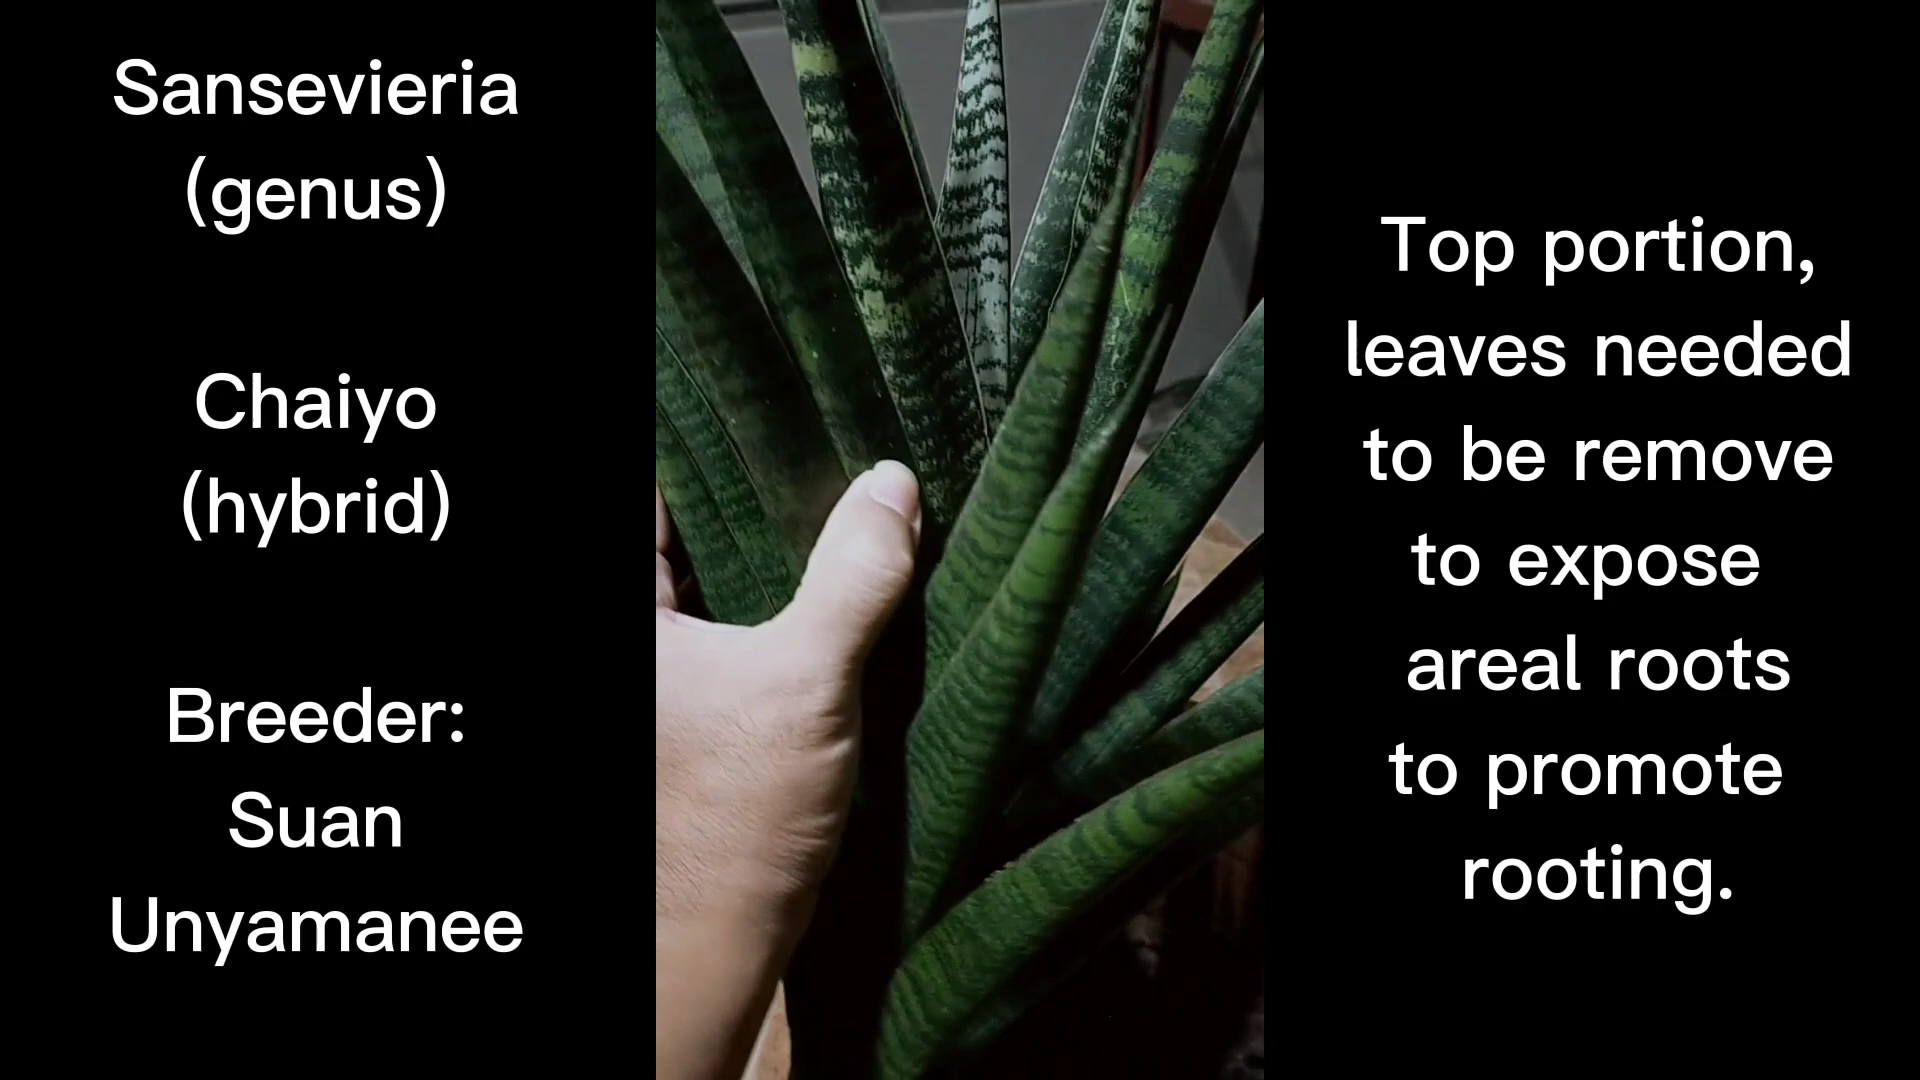 Sansevieria
(genus)
Chaiyo
(hybrid)
Breeder:
Suan
Unyamanee
Top portion,
leaves needed
to be remove
to expose
areal roots
to promote
rooting.